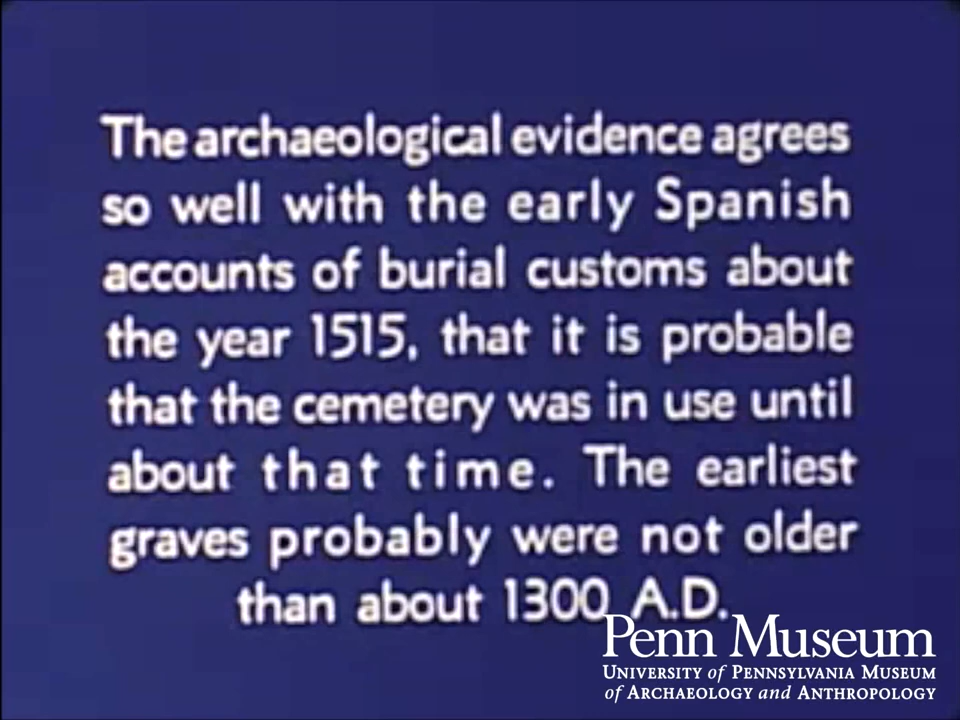 The archaeological evidence agrees
so well with the early Spanish
accounts of burial customs about
the year 1515, that it is probable
that the cemetery was in use until
about that time. The earliest
graves probably were not older
than about 1300 A.D.
Penn Museum
University of Pennsylvania Museum
of Archaeology and Anthropology